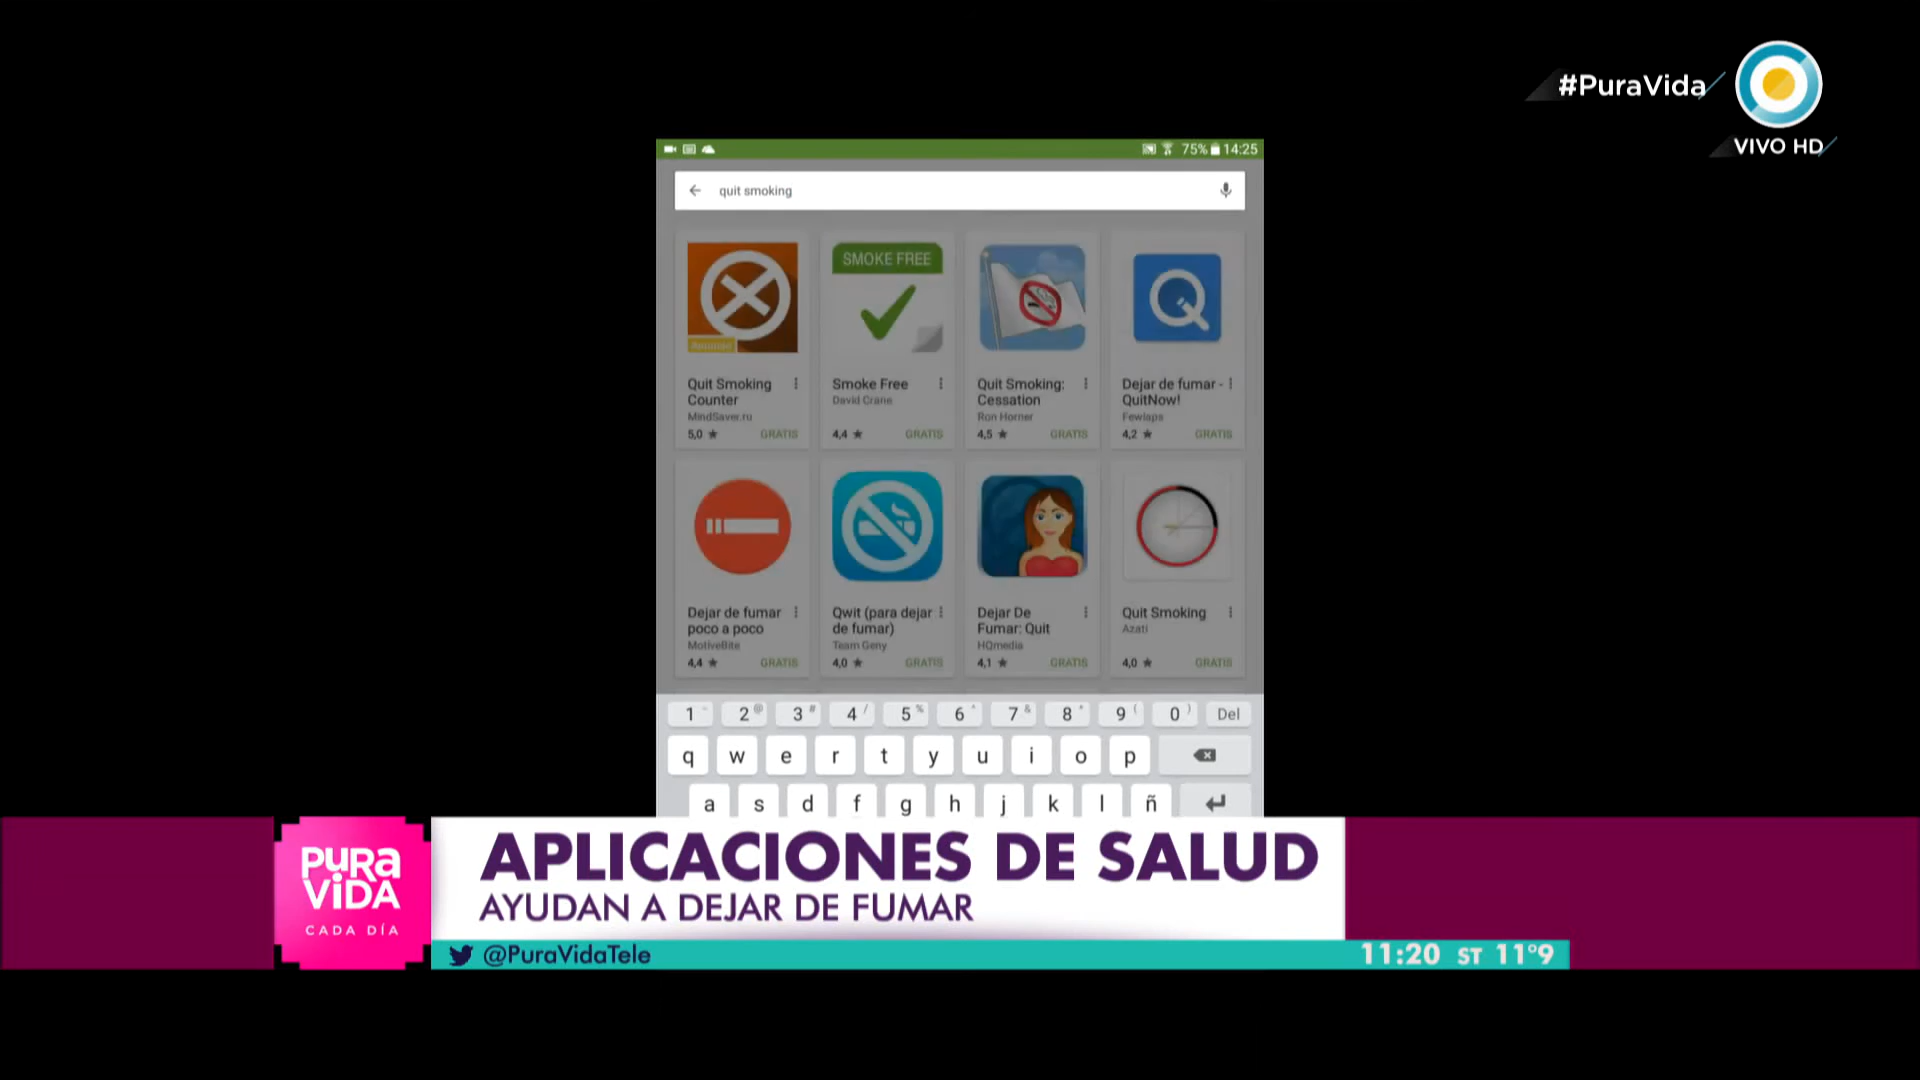 #PuraVida
VIVO HD
75% 14:25
quit smoking
SMOKE FREE
Anuncio
Quit Smoking Counter
MindSaver.ru
5,0 ★ GRATIS
Smoke Free
David Crane
4,4 ★ GRATIS
Quit Smoking: Cessation
Ron Horner
4,5 ★ GRATIS
Dejar de fumar - QuitNow!
Fewlaps
4,2 ★ GRATIS
Dejar de fumar poco a poco
MotiveBite
4,4 ★ GRATIS
Qwit (para dejar de fumar)
Team Geny
4,0 ★ GRATIS
Dejar De Fumar: Quit
HQmedia
4,1 ★ GRATIS
Quit Smoking
Azati
4,0 ★ GRATIS
1 2 @ 3 # 4 / 5 % 6 ^ 7 & 8 * 9 ( 0 ) Del
q w e r t y u i o p
a s d f g h j k l ñ
PURA
ViDA
CADA DÍA
APLICACIONES DE SALUD
AYUDAN A DEJAR DE FUMAR
@PuraVidaTele
11:20 ST 11°9